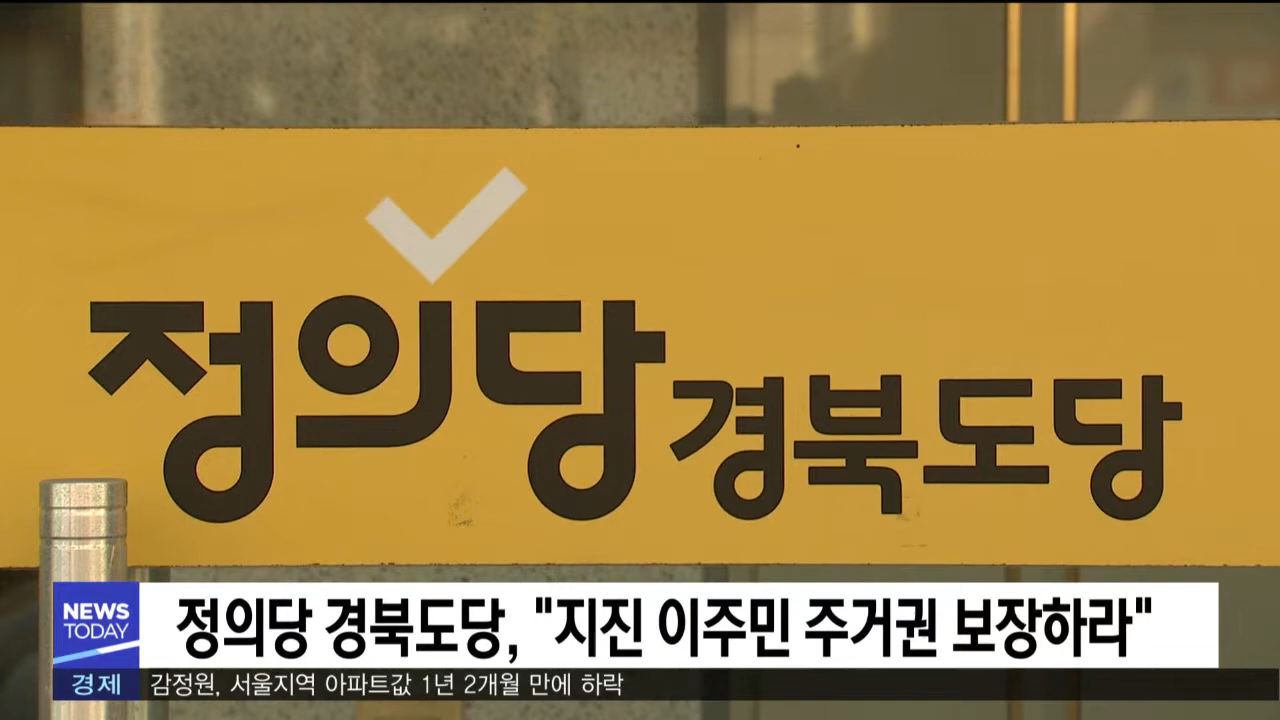 정의당 경북도당
NEWS
TODAY
정의당 경북도당, "지진 이주민 주거권 보장하라"
경제 감정원, 서울지역 아파트값 1년 2개월 만에 하락